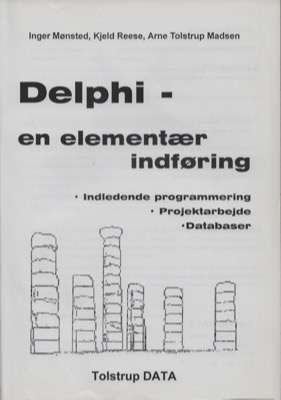 Inger Mønsted, Kjeld Reese, Arne Tolstrup Madsen
Delphi -
en elementær
indføring
· Indledende programmering
· Projektarbejde
·Databaser
Tolstrup DATA